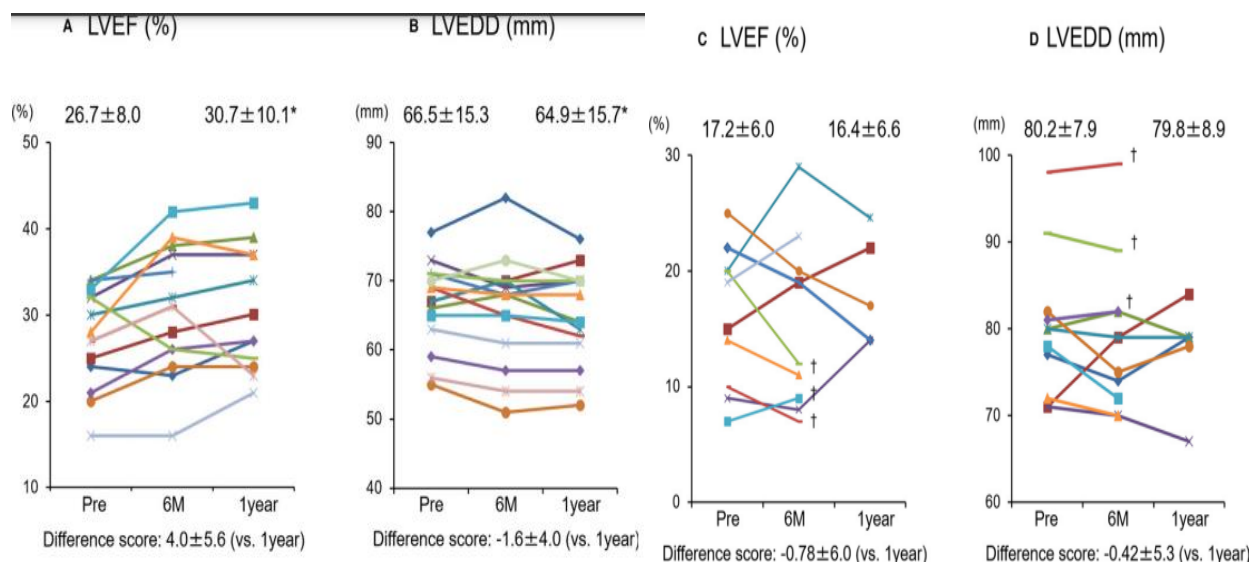 A LVEF (%)
(%) 26.7±8.0 30.7±10.1*
50
40
30
20
10
Pre 6M 1year
Difference score: 4.0±5.6 (vs. 1year)
B LVEDD (mm)
(mm) 66.5±15.3 64.9±15.7*
90
80
70
60
50
40
Pre 6M 1year
Difference score: -1.6±4.0 (vs. 1year)
C LVEF (%)
17.2±6.0 16.4±6.6
(%)
30
20
10
0
†
†
†
Pre 6M 1year
Difference score: -0.78±6.0 (vs. 1year)
D LVEDD (mm)
(mm) 80.2±7.9 79.8±8.9
100
90
80
70
60
†
†
†
Pre 6M 1year
Difference score: -0.42±5.3 (vs. 1year)